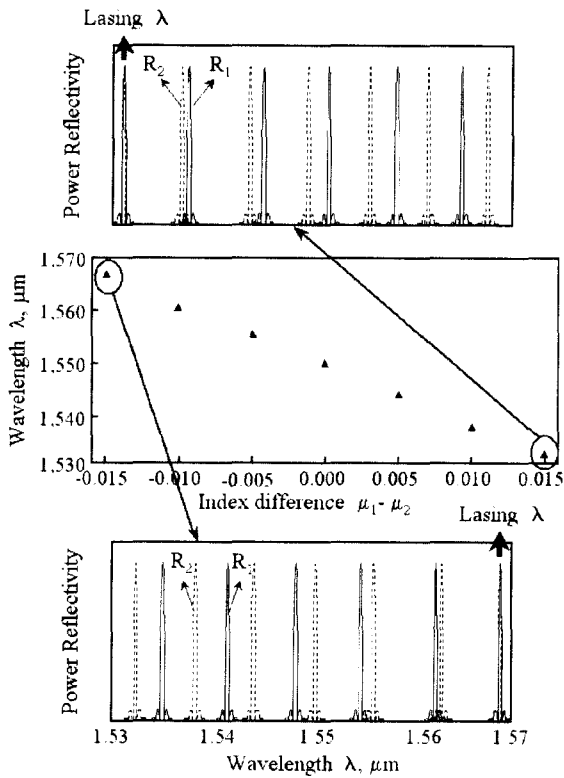 Lasing λ
R2 R1
Power Reflectivity
1.570
1.560
1.550
1.540
1.530
Wavelength λ, μm
-0.015 -0.010 -0.005 0.000 0.005 0.010 0.015
Index difference μ1- μ2
Lasing λ
R2 R1
Power Reflectivity
1.53 1.54 1.55 1.56 1.57
Wavelength λ, μm